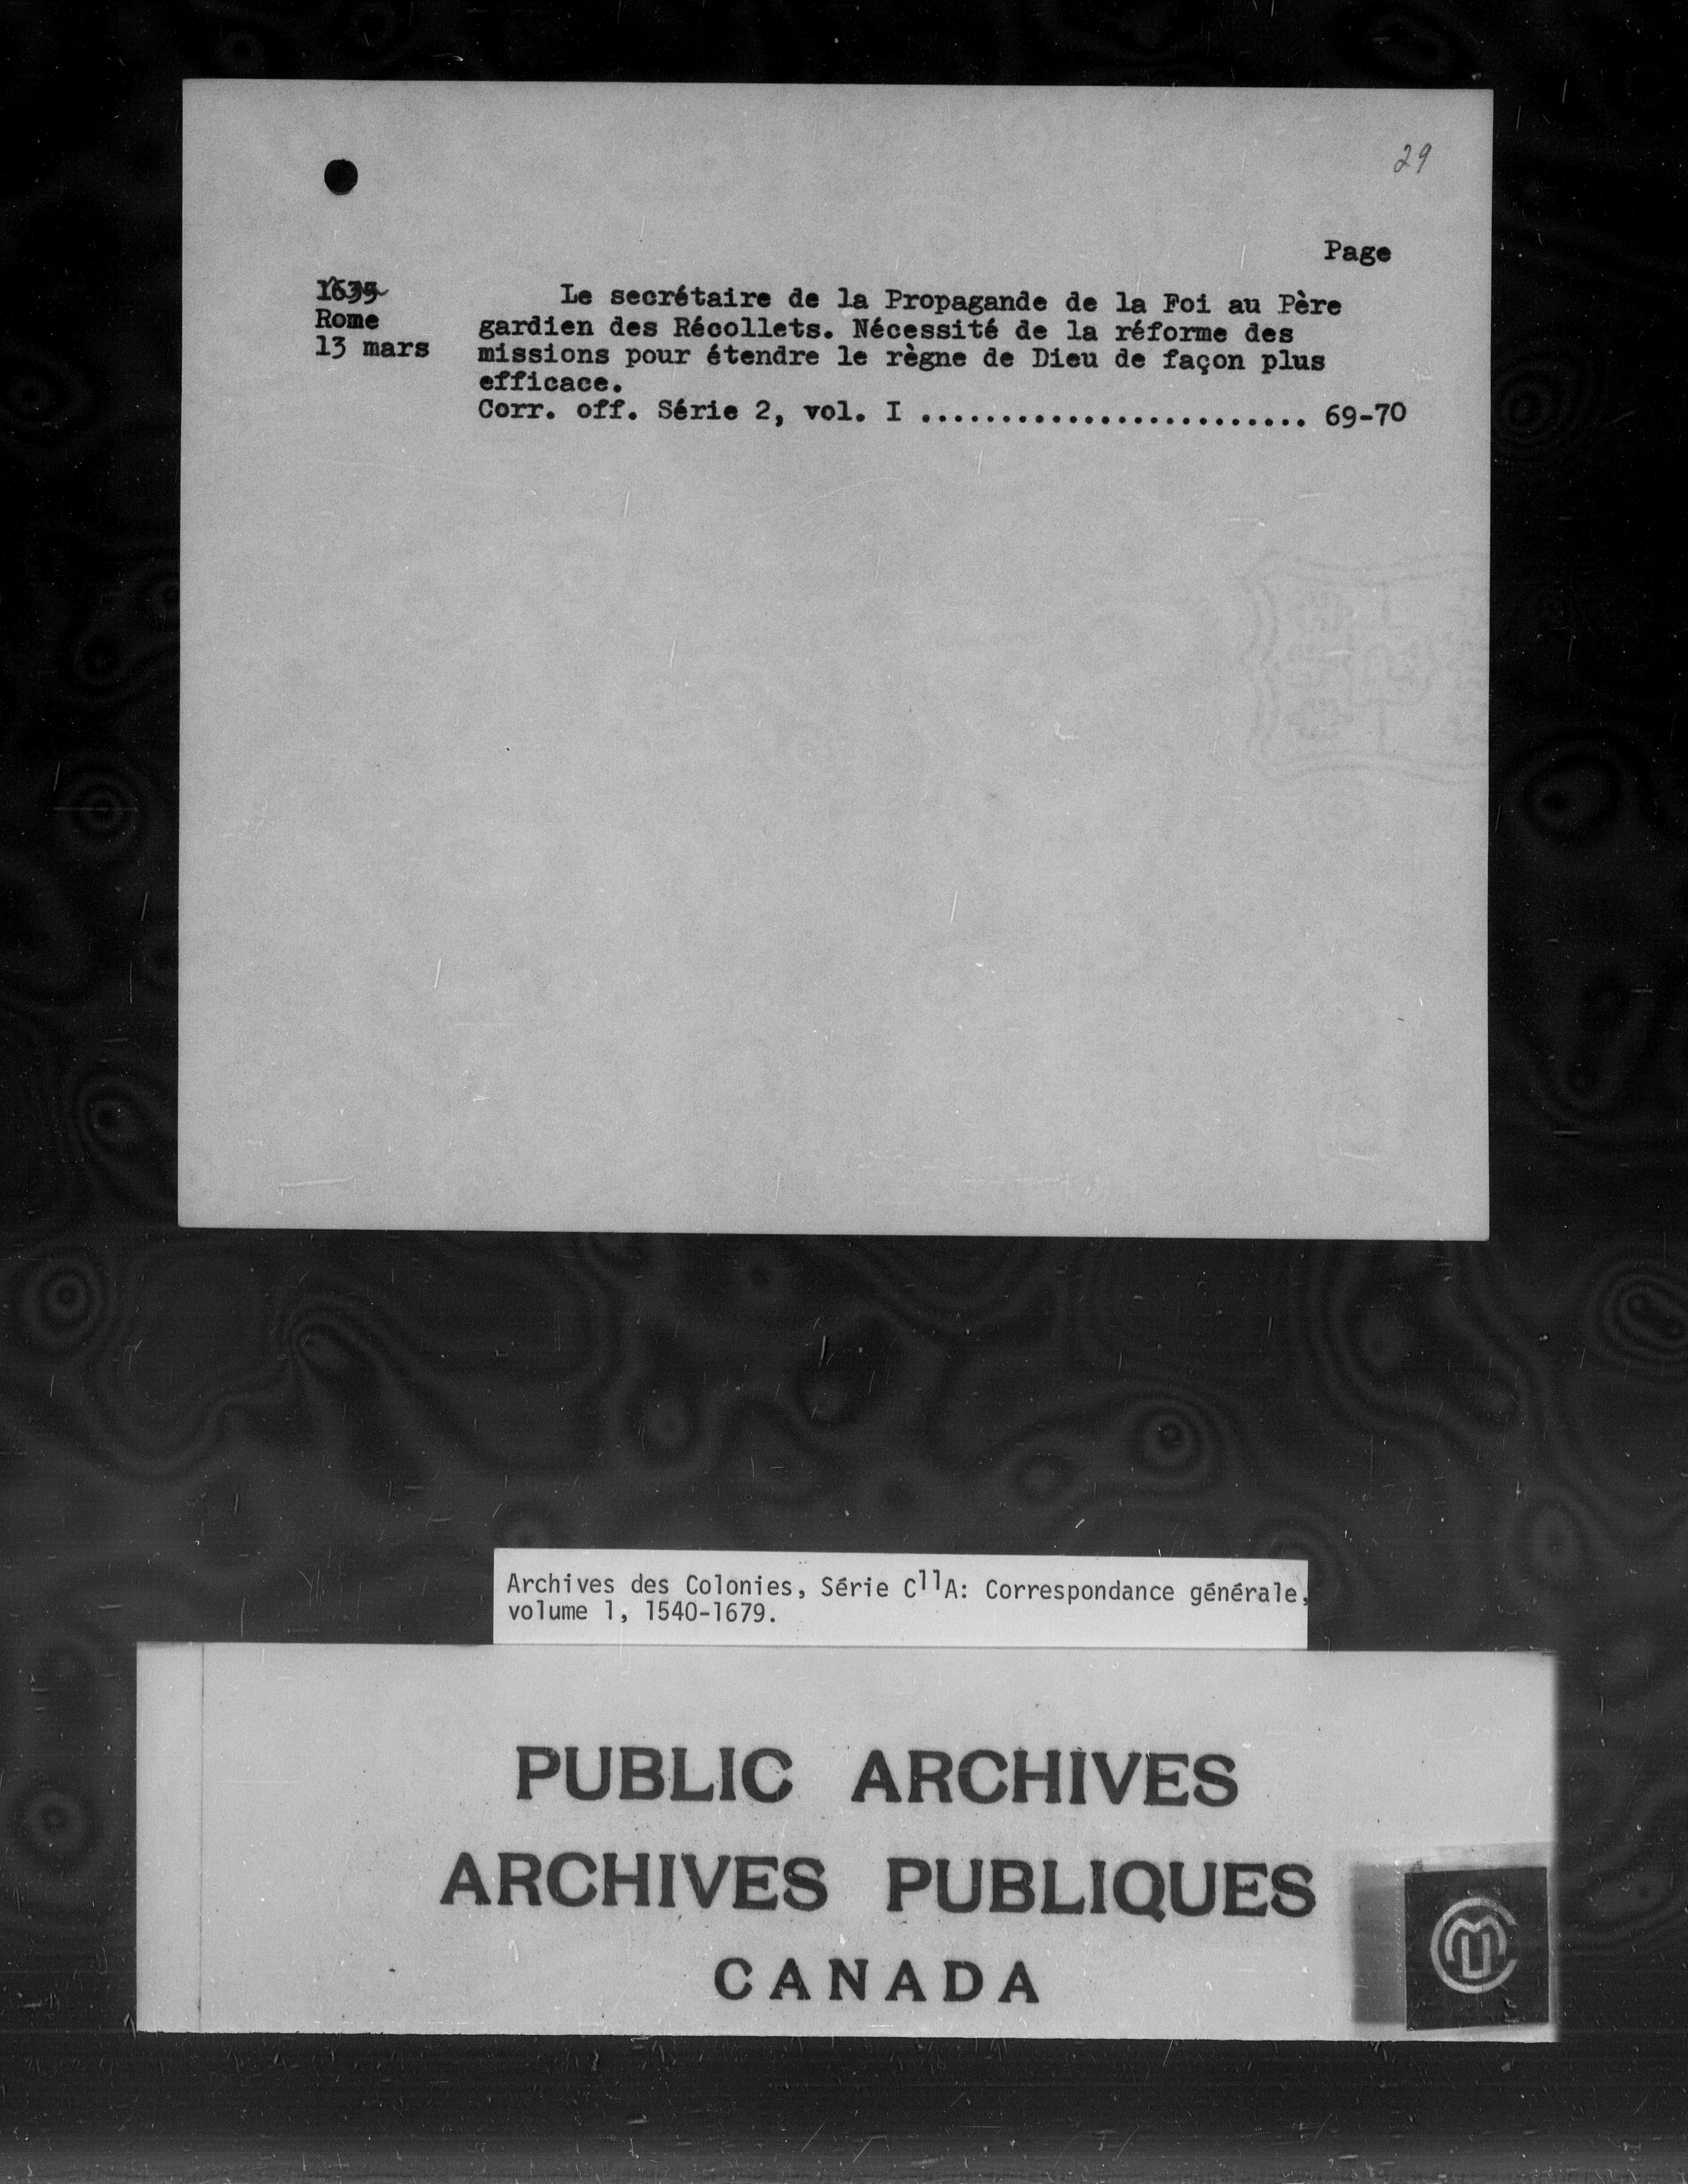 29
Page
1635
Rome
13 mars
Le secrétaire de la Propagande de la Foi au Père
gardien des Récollets. Nécessité de la réforme des
missions pour étendre le règne de Dieu de façon plus
efficace.
Corr. off. Série 2, vol. I ........................ 69-70
Archives des Colonies, Série C11A: Correspondance générale,
volume 1, 1540-1679.
PUBLIC ARCHIVES
ARCHIVES PUBLIQUES
CANADA